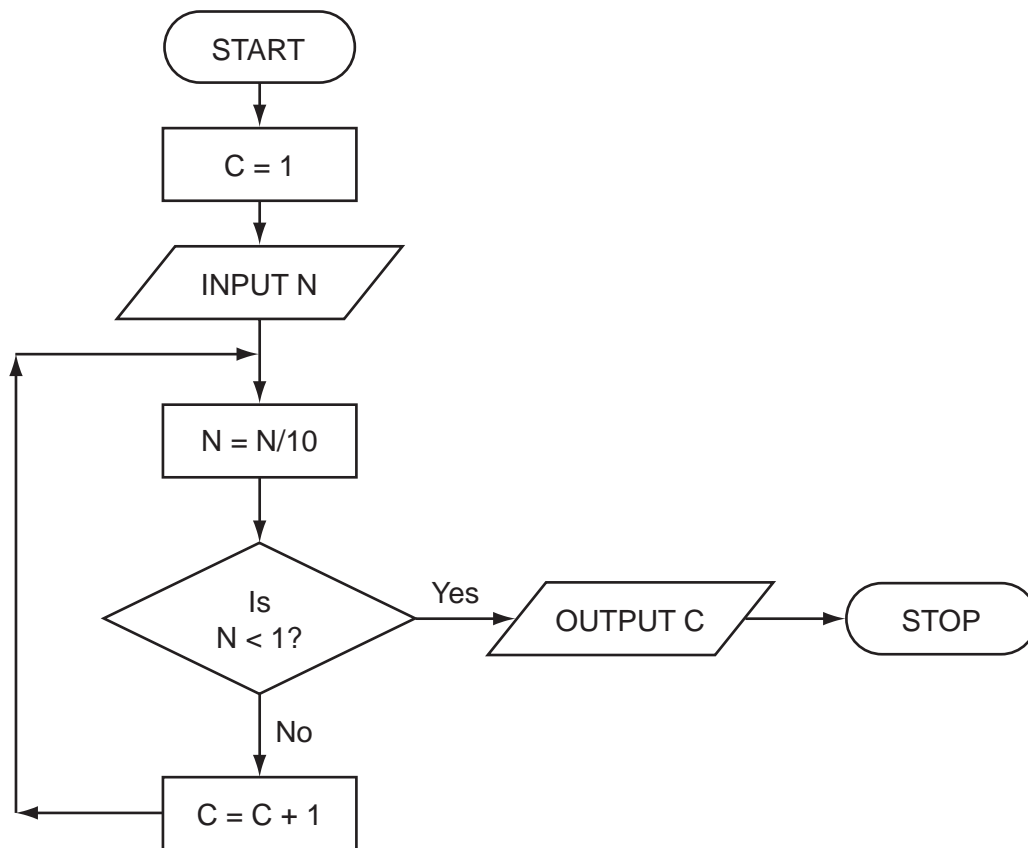 START
C = 1
INPUT N
N = N/10
Is
N < 1?
Yes
OUTPUT C
STOP
No
C = C + 1